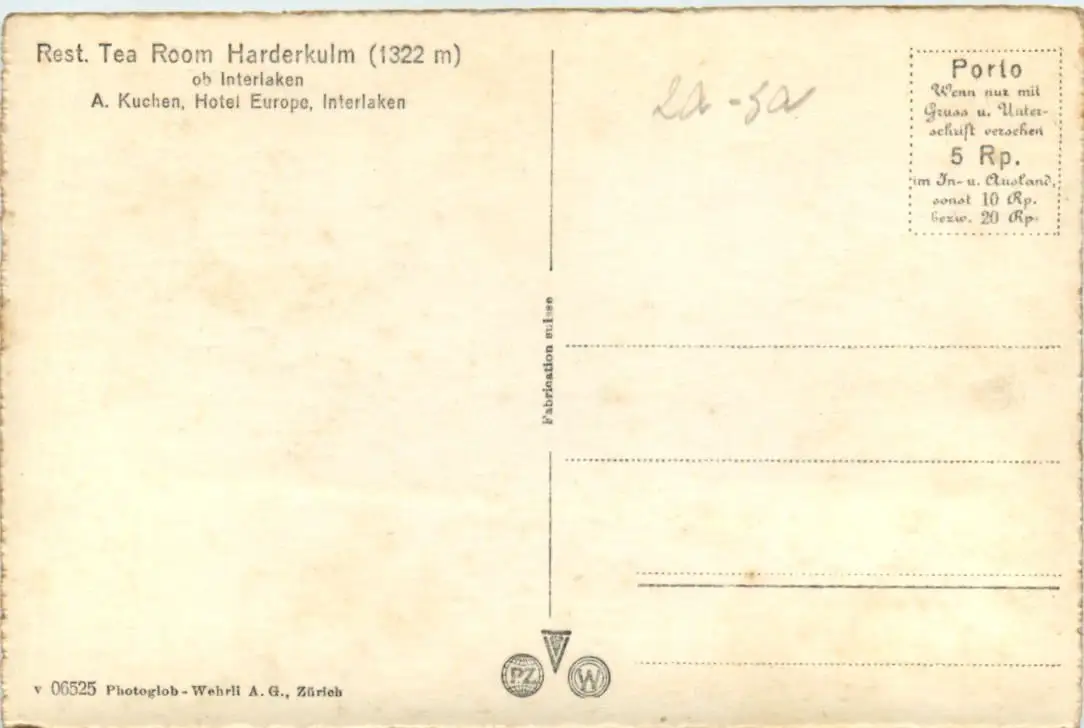 Rest. Tea Room Harderkulm (1322 m)
ob Interlaken
A. Kuchen, Hotel Europe, Interlaken
Porto
Wenn nur mit
Gruss u. Unter-
schrift versehen
5 Rp.
im In- u. Ausland,
sonst 10 Rp.
bezw. 20 Rp.
Fabrication suisse
PZ
W
v 06525 Photoglob-Wehrli A.G., Zürich